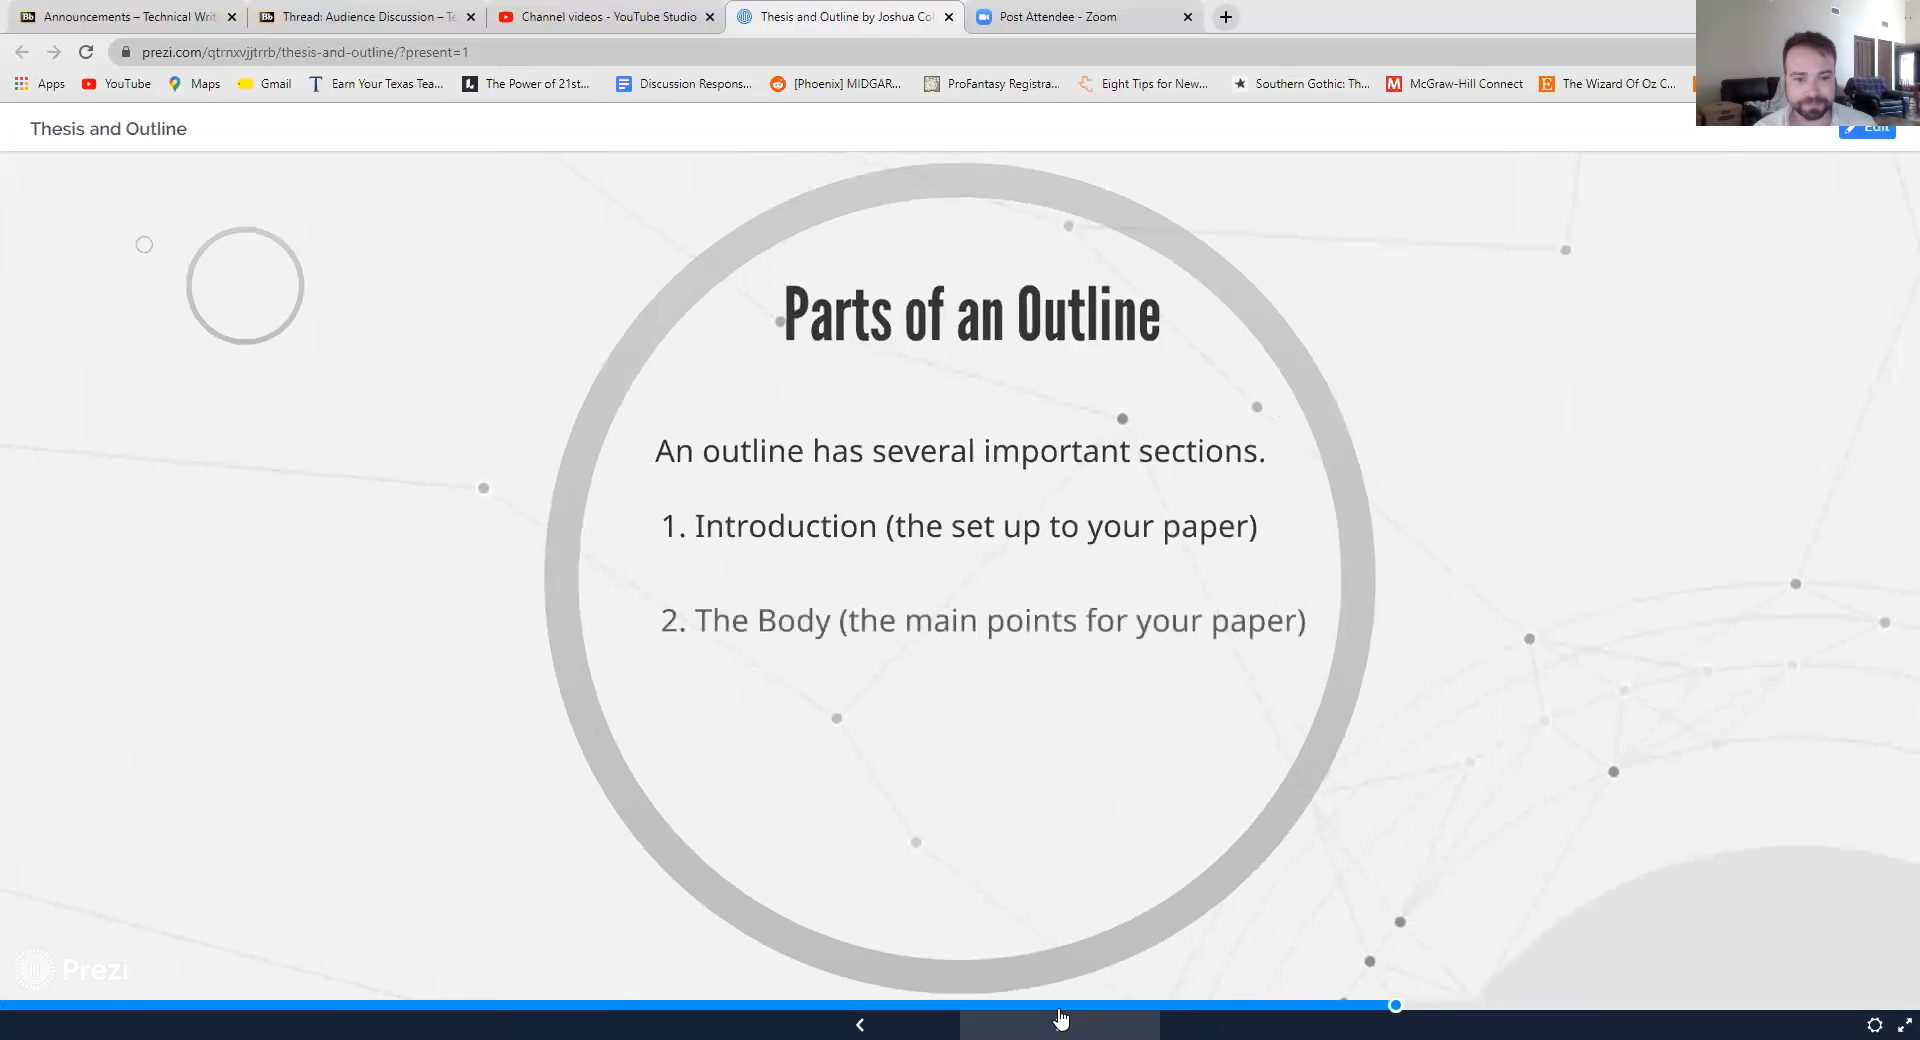 Announcements – Technical Writ
Thread: Audience Discussion – Te
Channel videos - YouTube Studio
Thesis and Outline by Joshua Co
Post Attendee - Zoom
prezi.com/qtrnxvjjtrrb/thesis-and-outline/?present=1
Apps
YouTube
Maps
Gmail
Earn Your Texas Tea...
The Power of 21st...
Discussion Respons...
[Phoenix] MIDGAR...
ProFantasy Registra...
Eight Tips for New...
Southern Gothic: Th...
McGraw-Hill Connect
The Wizard Of Oz C...
Thesis and Outline
Edit
Parts of an Outline
An outline has several important sections.
1. Introduction (the set up to your paper)
2. The Body (the main points for your paper)
Prezi